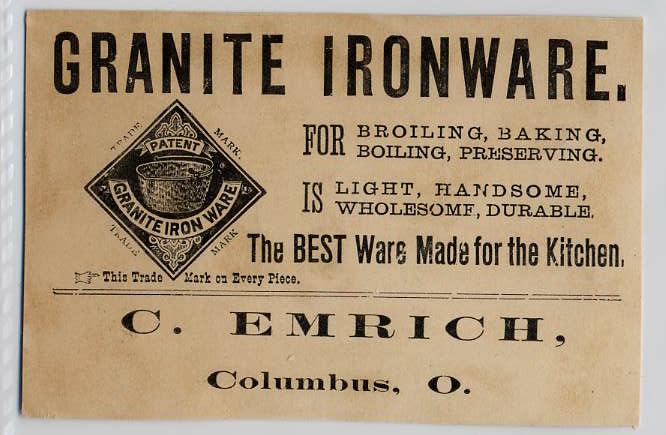 GRANITE IRONWARE.
TRADE MARK.
PATENT
GRANITE IRON WARE
TRADE MARK
FOR BROILING, BAKING,
BOILING, PRESERVING.
IS LIGHT, HANDSOME,
WHOLESOME, DURABLE.
The BEST Ware Made for the Kitchen.
This Trade Mark on Every Piece.
C. EMRICH,
Columbus, O.